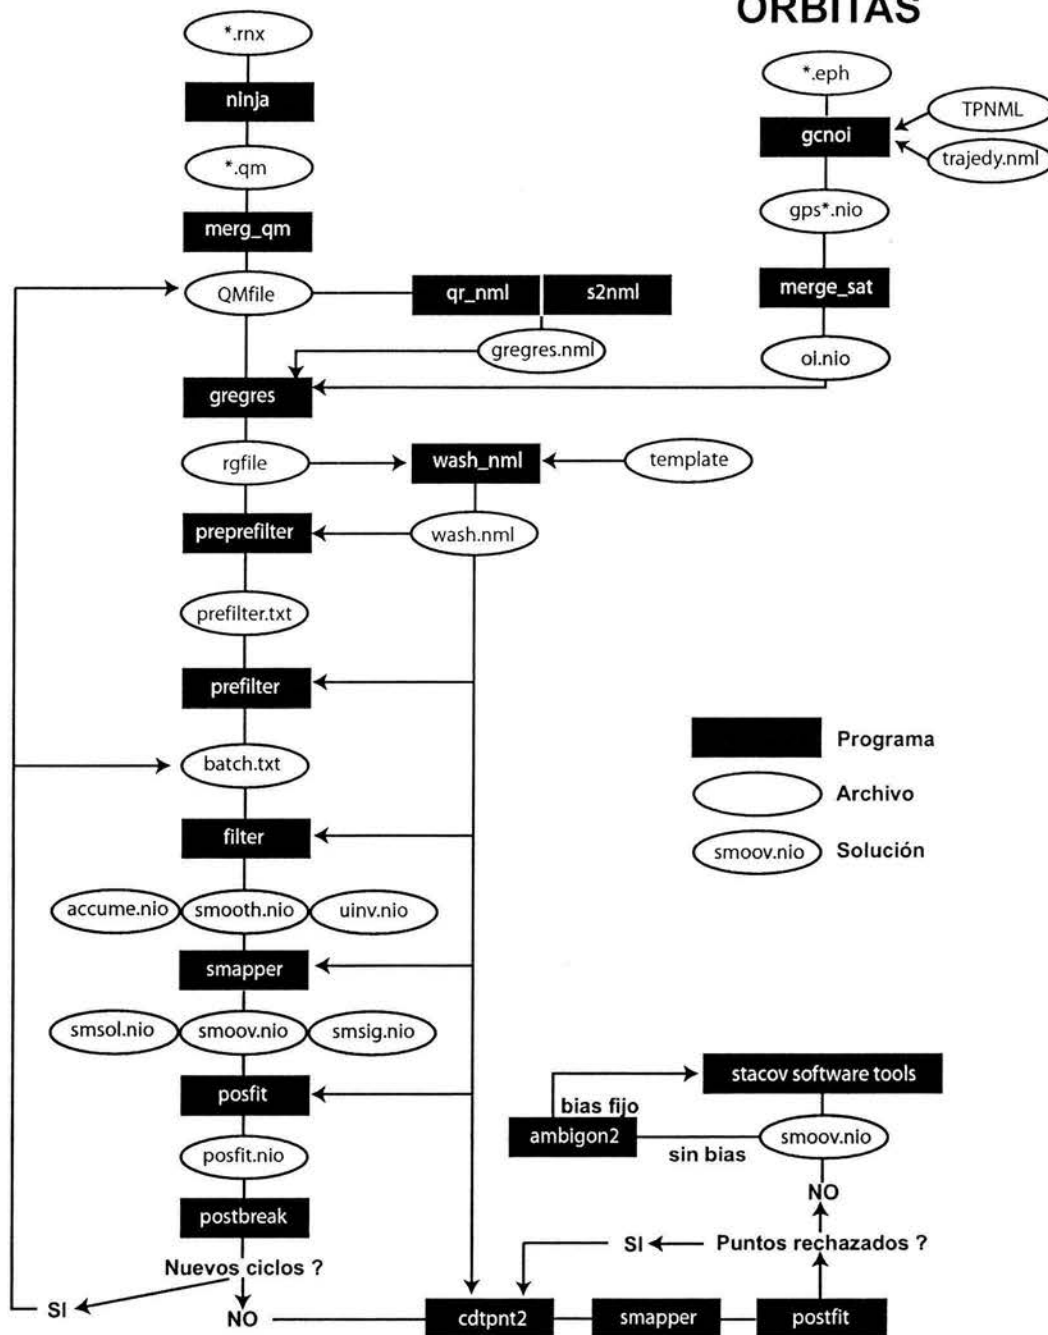 ORBITAS
*.rnx
ninja
*.qm
merg_qm
QMfile
qr_nml
s2nml
gregres.nml
gregres
rgfile
wash_nml
template
preprefilter
wash.nml
prefilter.txt
prefilter
batch.txt
filter
accume.nio
smooth.nio
uinv.nio
smapper
smsol.nio
smoov.nio
smsig.nio
posfit
posfit.nio
postbreak
Nuevos ciclos ?
SI
NO
cdtpnt2
smapper
postfit
*.eph
gcnoi
TPNML
trajedy.nml
gps*.nio
merge_sat
oi.nio
Programa
Archivo
smoov.nio
Solución
stacov software tools
bias fijo
ambigon2
sin bias
smoov.nio
NO
SI
Puntos rechazados ?